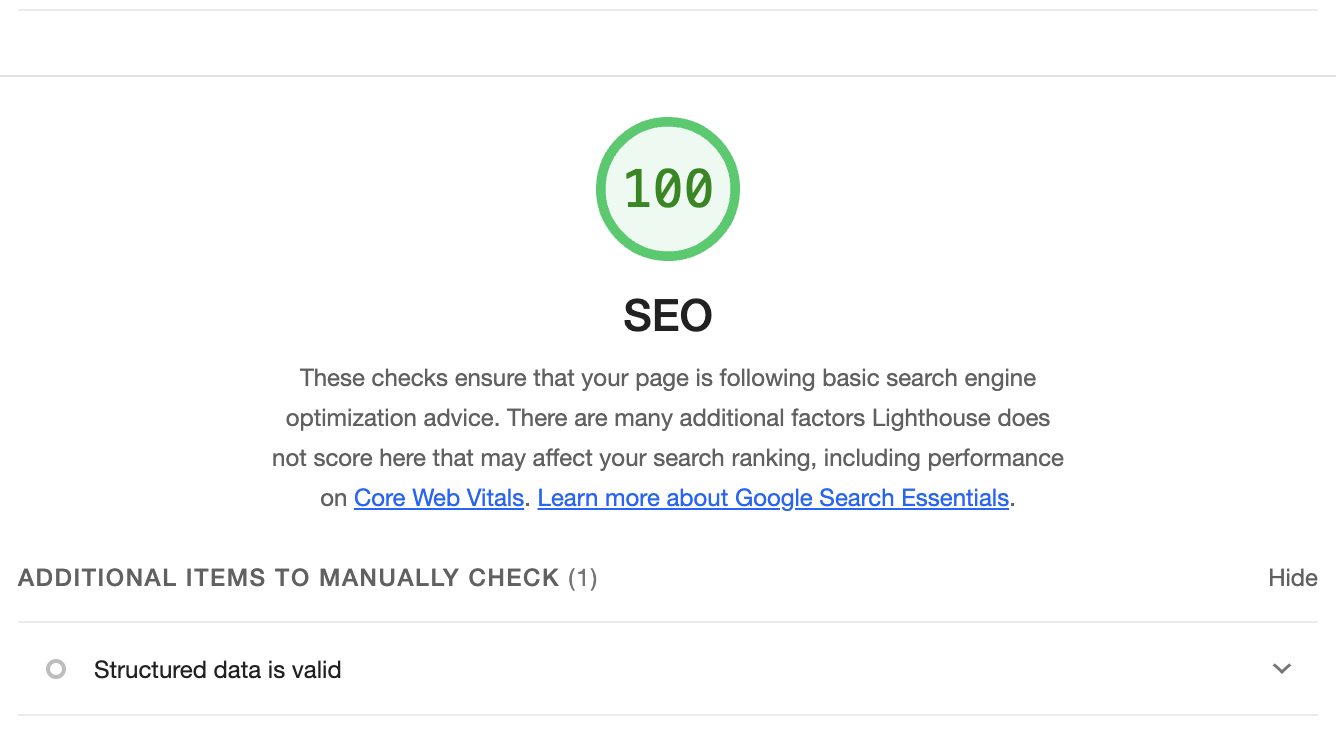 100
SEO
These checks ensure that your page is following basic search engine
optimization advice. There are many additional factors Lighthouse does
not score here that may affect your search ranking, including performance
on Core Web Vitals. Learn more about Google Search Essentials.
ADDITIONAL ITEMS TO MANUALLY CHECK (1) Hide
Structured data is valid